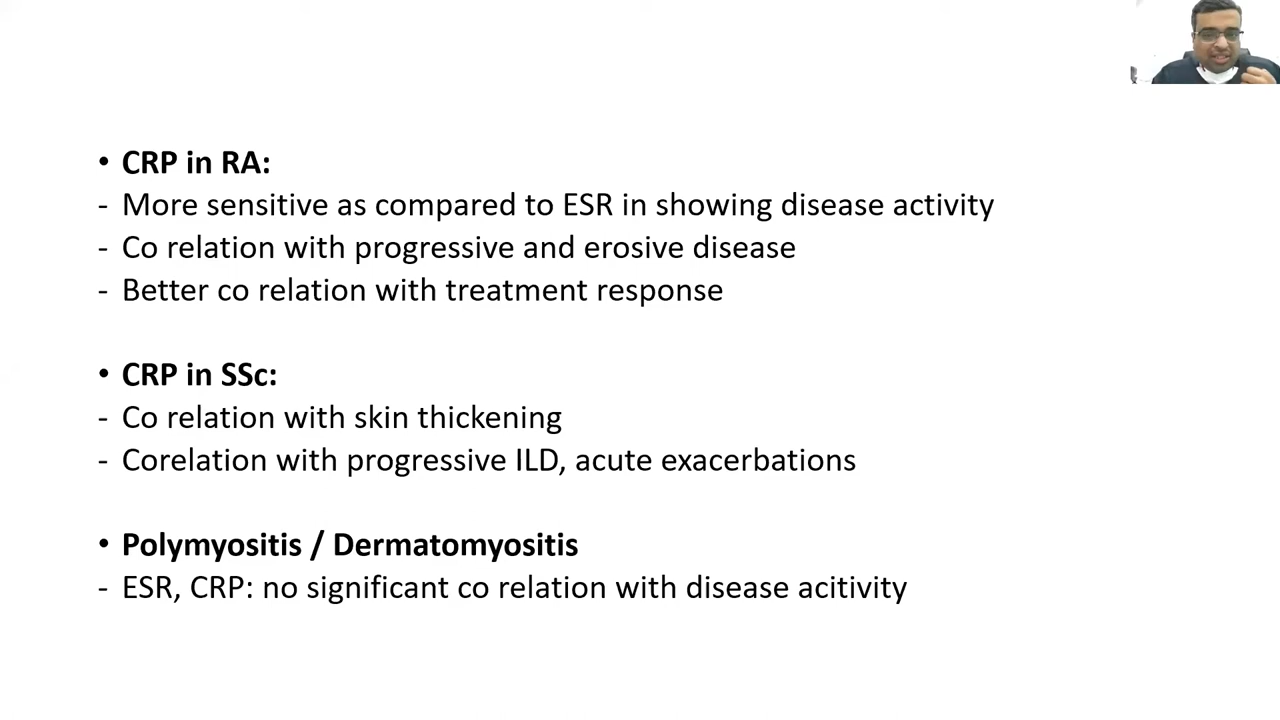 • CRP in RA:
- More sensitive as compared to ESR in showing disease activity
- Co relation with progressive and erosive disease
- Better co relation with treatment response
• CRP in SSc:
- Co relation with skin thickening
- Corelation with progressive ILD, acute exacerbations
• Polymyositis / Dermatomyositis
- ESR, CRP: no significant co relation with disease acitivity